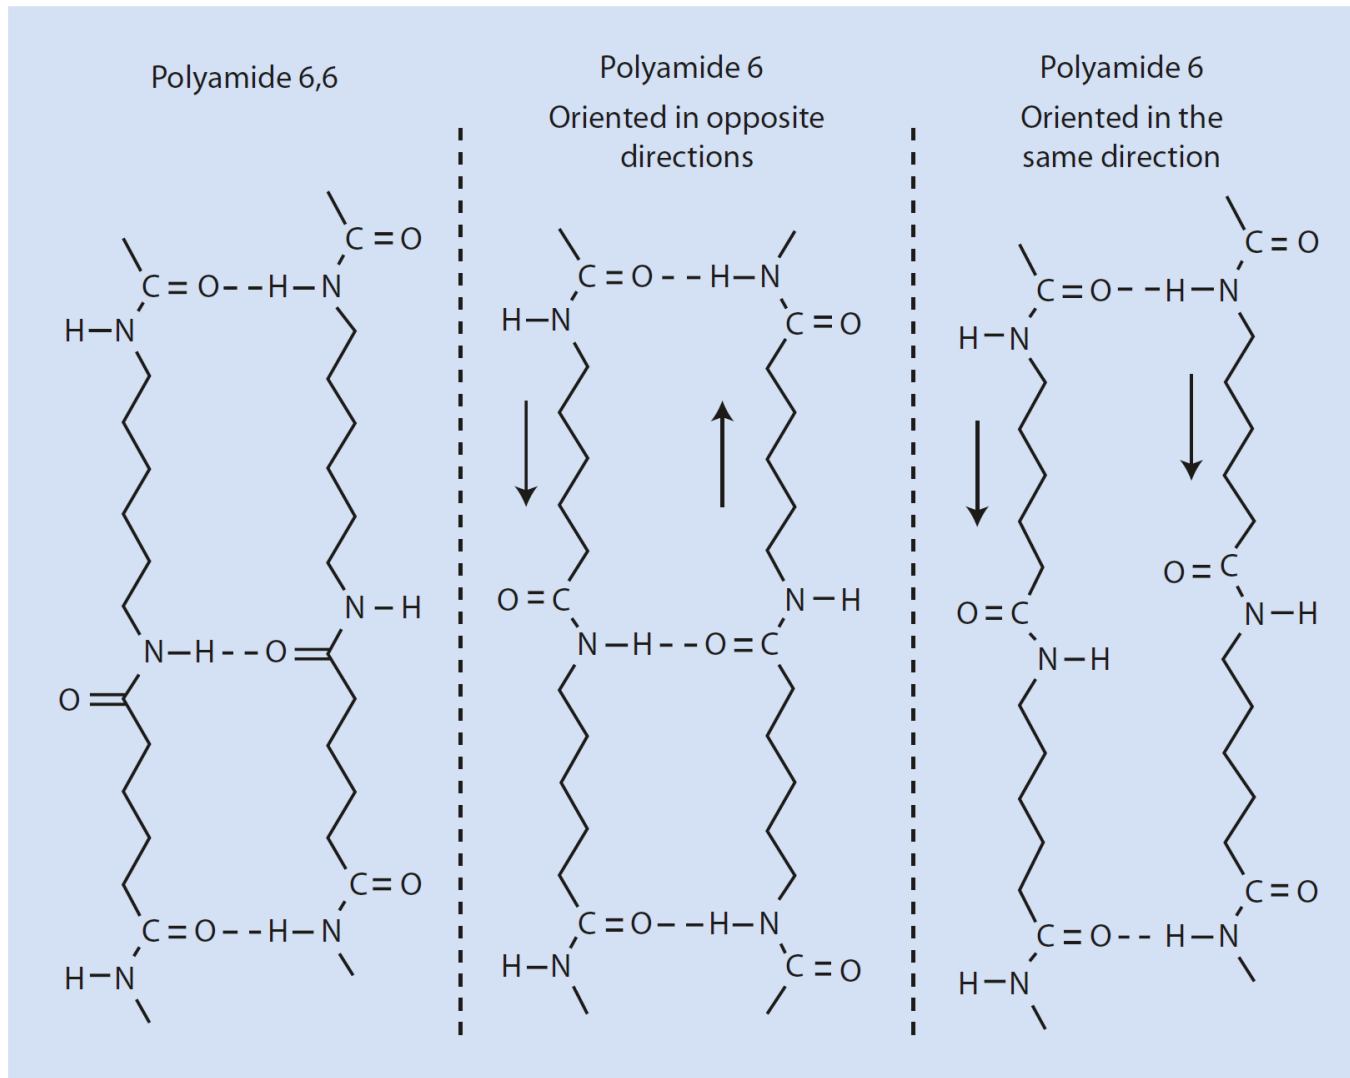 Polyamide 6,6
C=O--H-N
C=O
H-N
N-H
N-H--O
O
C=O
C=O--H-N
H-N
Polyamide 6
Oriented in opposite
directions
C=O--H-N
H-N
C=O
O=C
N-H
N-H--O=C
C=O--H-N
H-N
C=O
Polyamide 6
Oriented in the
same direction
C=O
C=O--H-N
H-N
O=C
O=C
N-H
N-H
C=O
C=O--H-N
H-N